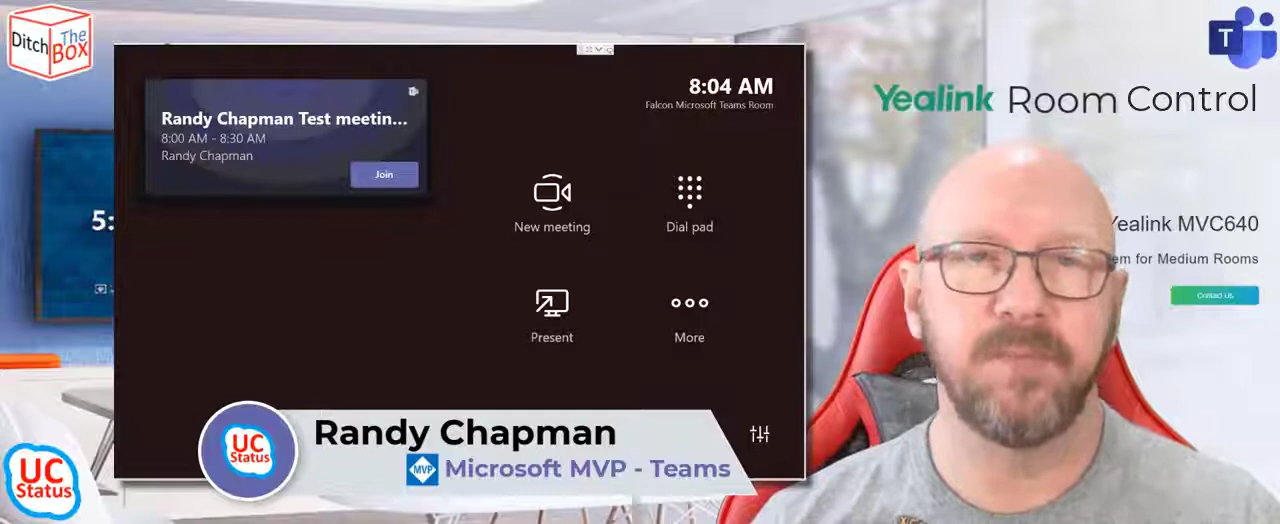 Ditch The Box
8:04 AM
Falcon Microsoft Teams Room
Randy Chapman Test meetin...
8:00 AM - 8:30 AM
Randy Chapman
Join
New meeting
Dial pad
Present
More
5:
T
Yealink Room Control
Yealink MVC640
em for Medium Rooms
Contact Us
UC Status
Randy Chapman
MVP Microsoft MVP - Teams
UC Status